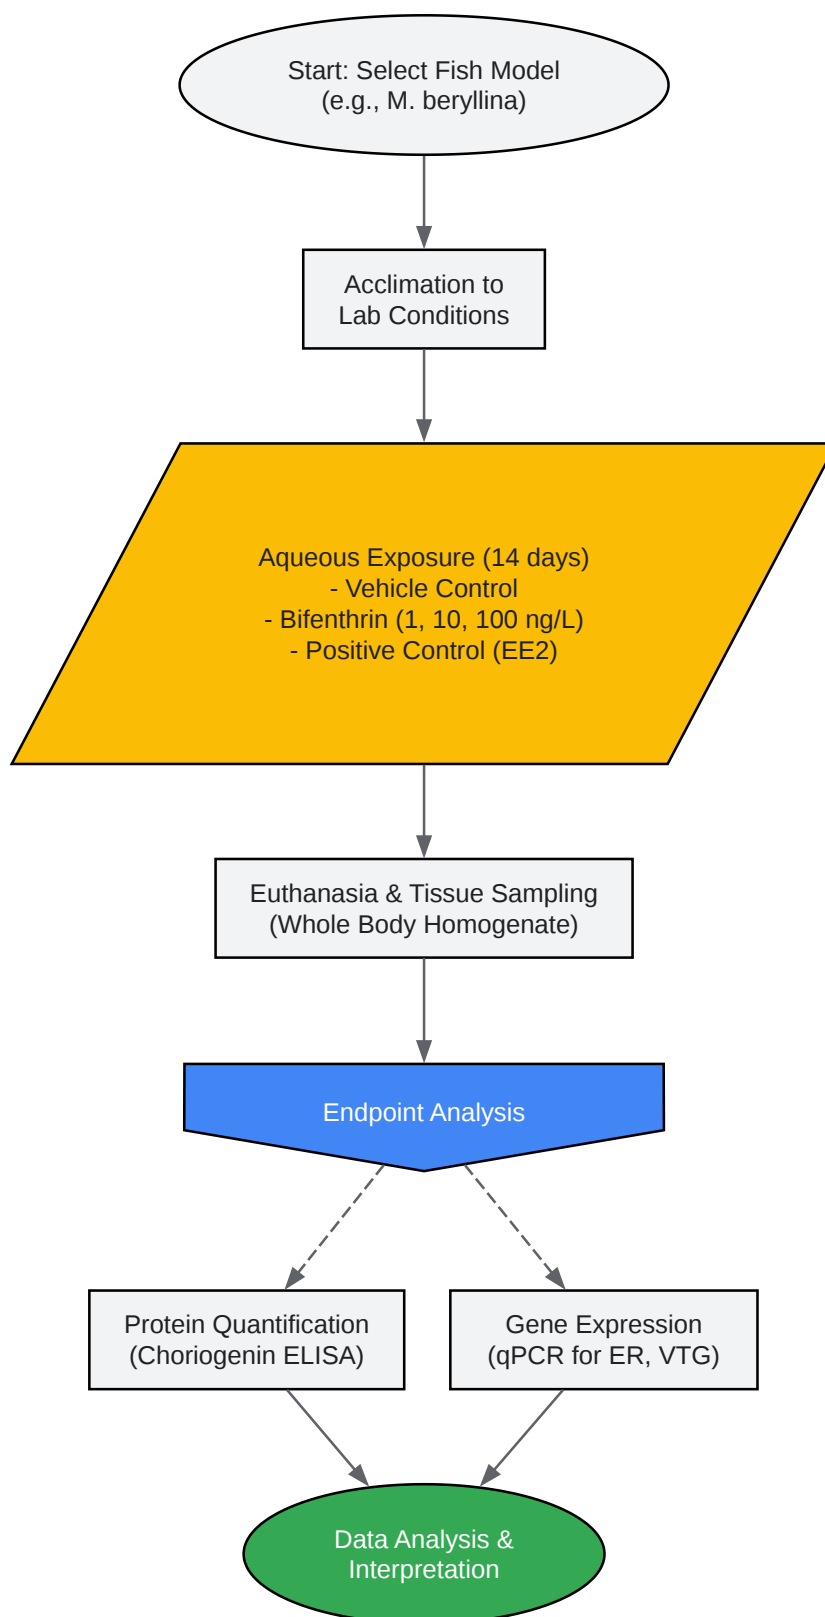 Start: Select Fish Model
(e.g., M. beryllina)
Acclimation to
Lab Conditions
Aqueous Exposure (14 days)
- Vehicle Control
- Bifenthrin (1, 10, 100 ng/L)
- Positive Control (EE2)
Euthanasia & Tissue Sampling
(Whole Body Homogenate)
Endpoint Analysis
Protein Quantification
(Choriogenin ELISA)
Gene Expression
(qPCR for ER, VTG)
Data Analysis &
Interpretation